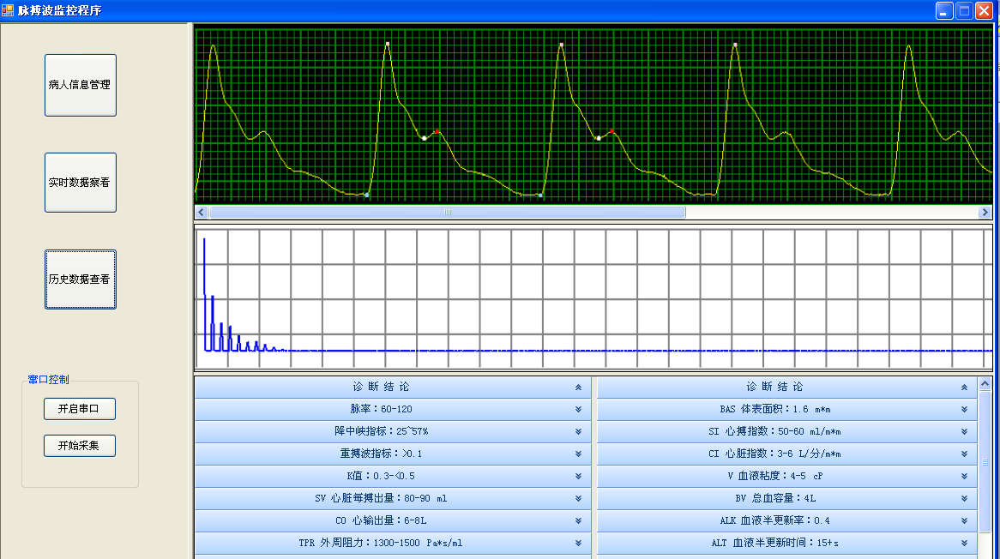 脉搏波监控程序
病人信息管理
实时数据察看
历史数据查看
窜口控制
开启串口
开始采集
诊 断 结 论
脉率：60-120
降中峡指标：25~57%
重搏波指标：>0.1
K值：0.3-<0.5
SV 心脏每搏出量：80-90 ml
CO 心输出量：6-8L
TPR 外周阻力：1300-1500 Pa*s/ml
诊 断 结 论
BAS 体表面积：1.6 m*m
SI 心搏指数：50-60 ml/m*m
CI 心脏指数：3-6 L/分/m*m
V 血液粘度：4-5 cP
BV 总血容量：4L
ALK 血液半更新率：0.4
ALT 血液半更新时间：15+s